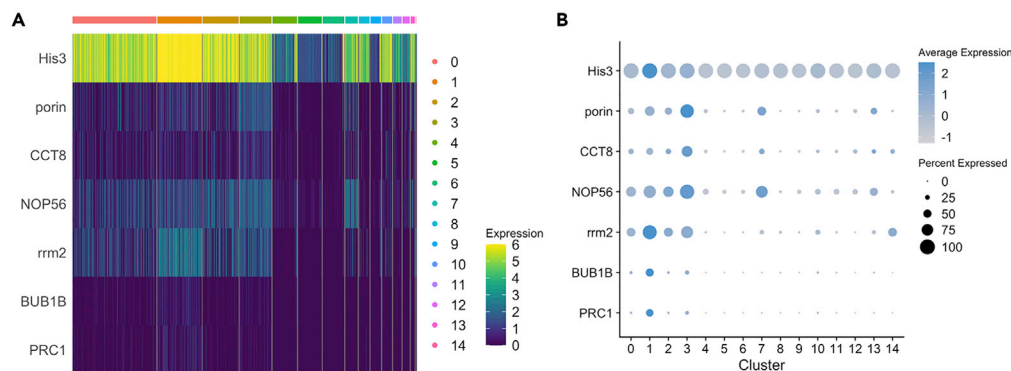 A
His3
porin
CCT8
NOP56
rrm2
BUB1B
PRC1
0
1
2
3
4
5
6
7
8
9
10
11
12
13
14
Expression
6
5
4
3
2
1
0
B
His3
porin
CCT8
NOP56
rrm2
BUB1B
PRC1
0 1 2 3 4 5 6 7 8 9 10 11 12 13 14
Cluster
Average Expression
2
1
0
-1
Percent Expressed
0
25
50
75
100